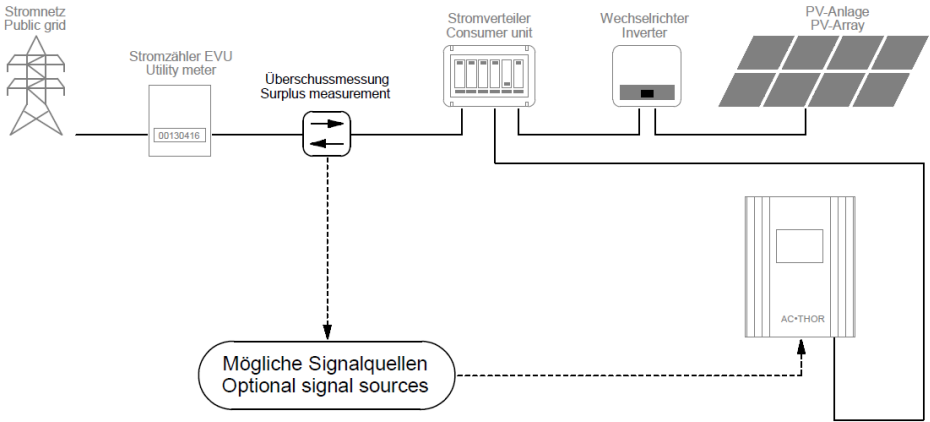 Stromnetz
Public grid
Stromzähler EVU
Utility meter
00130416
Überschussmessung
Surplus measurement
Stromverteiler
Consumer unit
Wechselrichter
Inverter
PV-Anlage
PV-Array
AC•THOR
Mögliche Signalquellen
Optional signal sources